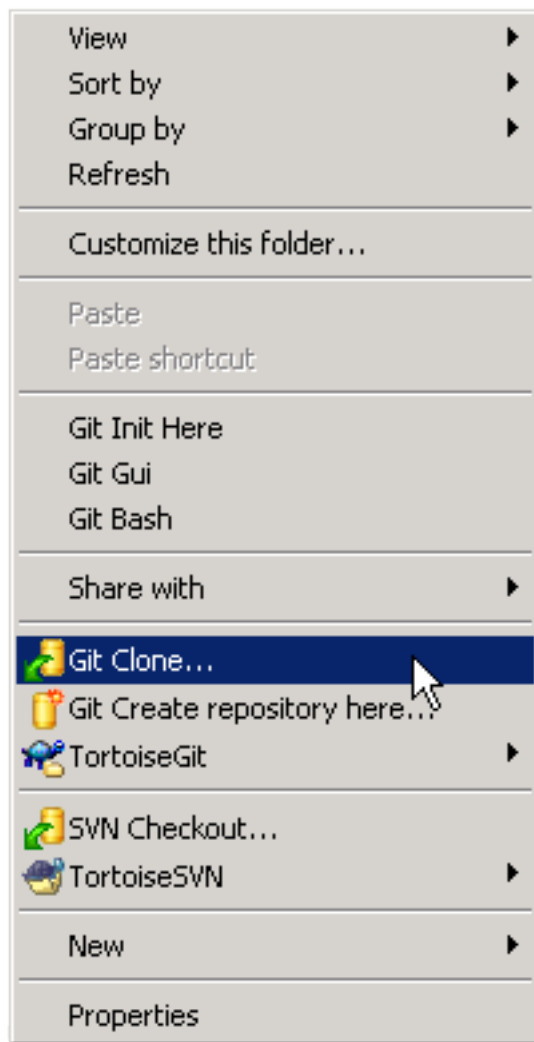 View
Sort by
Group by
Refresh
Customize this folder...
Paste
Paste shortcut
Git Init Here
Git Gui
Git Bash
Share with
Git Clone...
Git Create repository here...
TortoiseGit
SVN Checkout...
TortoiseSVN
New
Properties